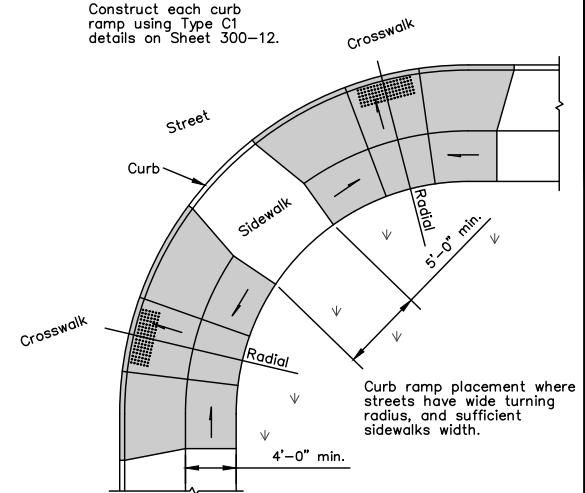 Construct each curb
ramp using Type C1
details on Sheet 300-12.
Crosswalk
Street
Curb
Sidewalk
Radial
5'-0" min.
Crosswalk
Radial
Curb ramp placement where
streets have wide turning
radius, and sufficient
sidewalks width.
4'-0" min.